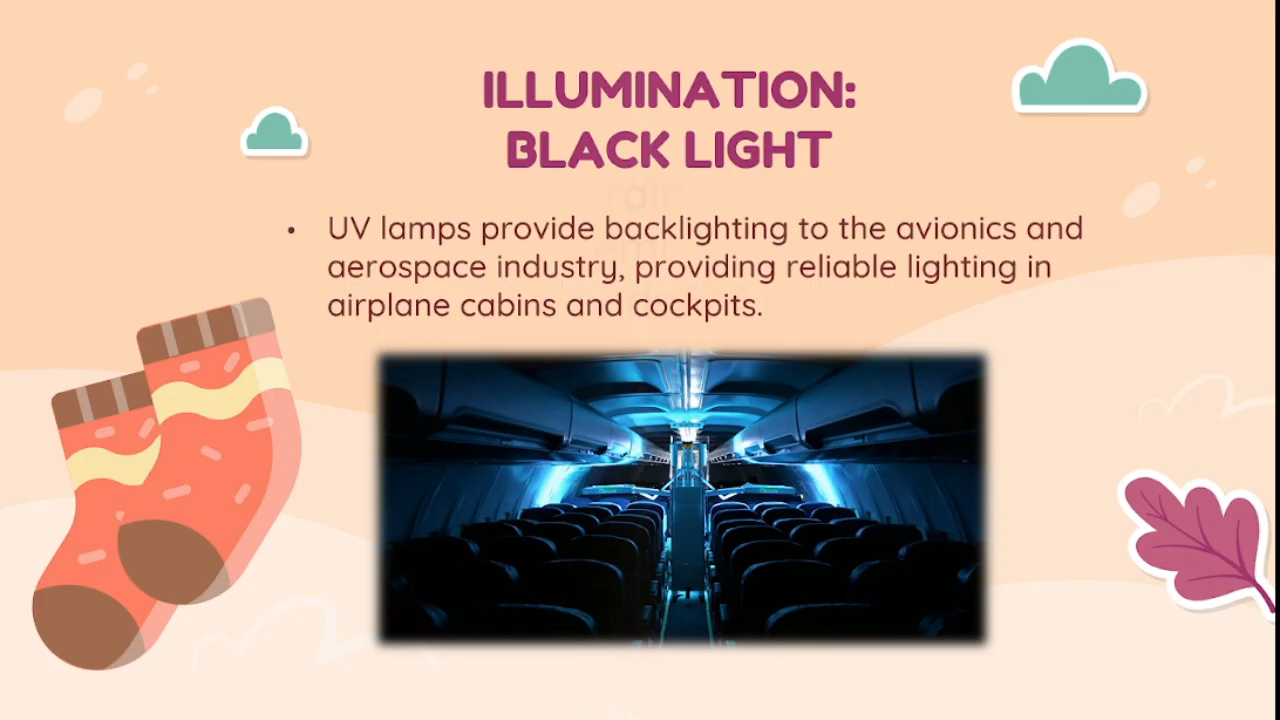 ILLUMINATION:
BLACK LIGHT
rain
• UV lamps provide backlighting to the avionics and
aerospace industry, providing reliable lighting in
airplane cabins and cockpits.